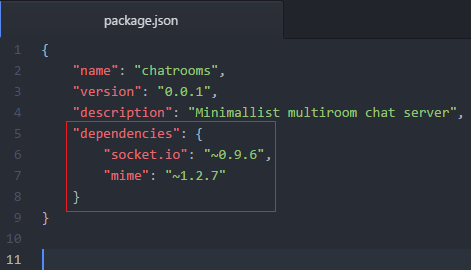 package.json
1 {
2     "name": "chatrooms",
3     "version": "0.0.1",
4     "description": "Minimallist multiroom chat server",
5     "dependencies": {
6         "socket.io": "~0.9.6",
7         "mime": "~1.2.7"
8     }
9 }
10
11